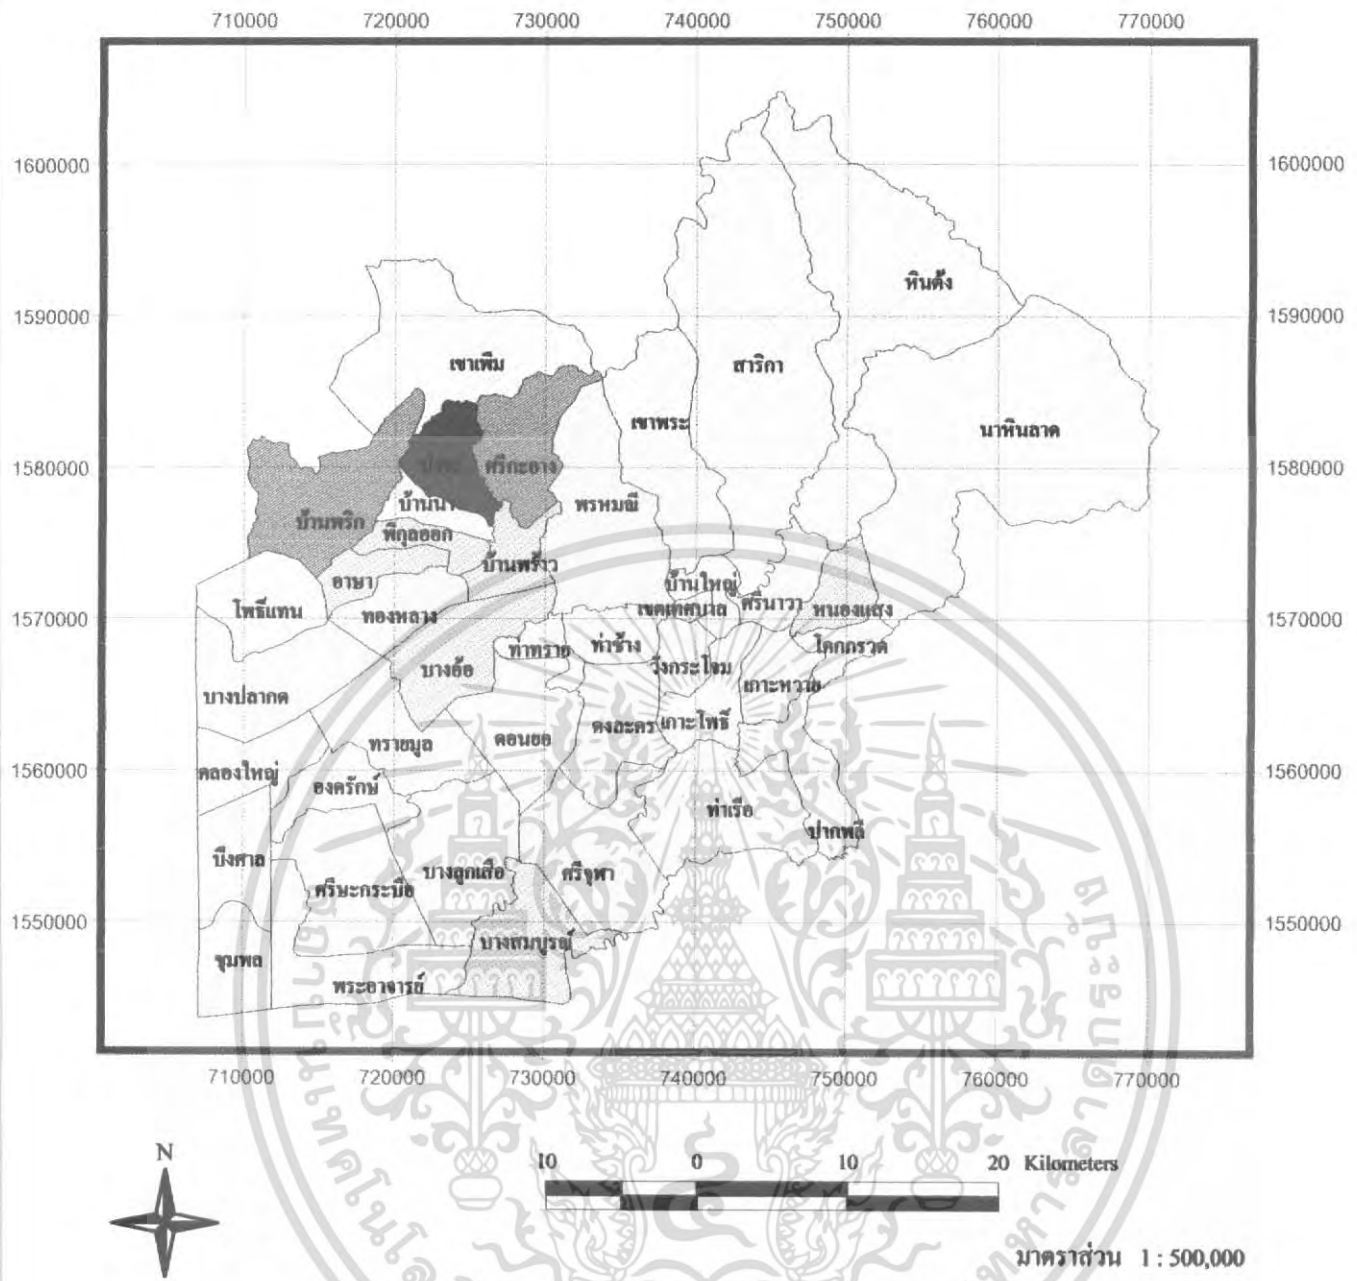 710000 720000 730000 740000 750000 760000 770000
1600000 1600000
หินตั้ง
1590000 1590000
เขาเพิ่ม สาริกา
เขาพระ นาหินลาด
1580000 ศรีกะอาง 1580000
บ้านนา พรหมณี
บ้านพริก พิกุลออก
อาษา บ้านพร้าว บ้านใหญ่
โพธิ์แทน ทองหลาง เขตเทศบาล ศรีนาวา หนองแสง
1570000 1570000
ท่าทราย ท่าช้าง โคกกรวด
บางอ้อ วังกระโจม
บางปลากด เกาะหวาย
ทรายมูล ดอนยอ ดงละคร เกาะโพธิ์
1560000 คลองใหญ่ องครักษ์ 1560000
ท่าเรือ ปากพลี
บึงศาล บางลูกเสือ ศรีจุฬา
ศรีษะกระบือ
1550000 1550000
ชุมพล บางสมบูรณ์
พระอาจารย์
710000 720000 730000 740000 750000 760000 770000
N
10 0 10 20 Kilometers
มาตราส่วน 1 : 500,000